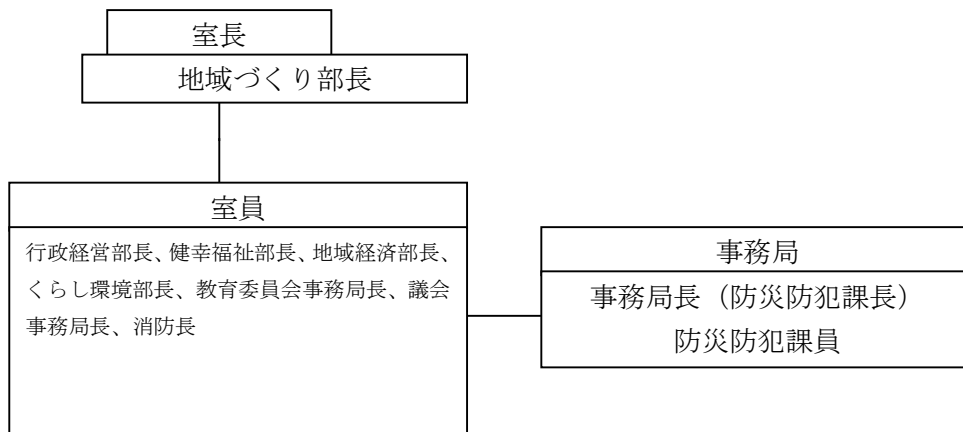 室長
地域づくり部長
室員
行政経営部長、健幸福祉部長、地域経済部長、
くらし環境部長、教育委員会事務局長、議会
事務局長、消防長
事務局
事務局長（防災防犯課長）
防災防犯課員